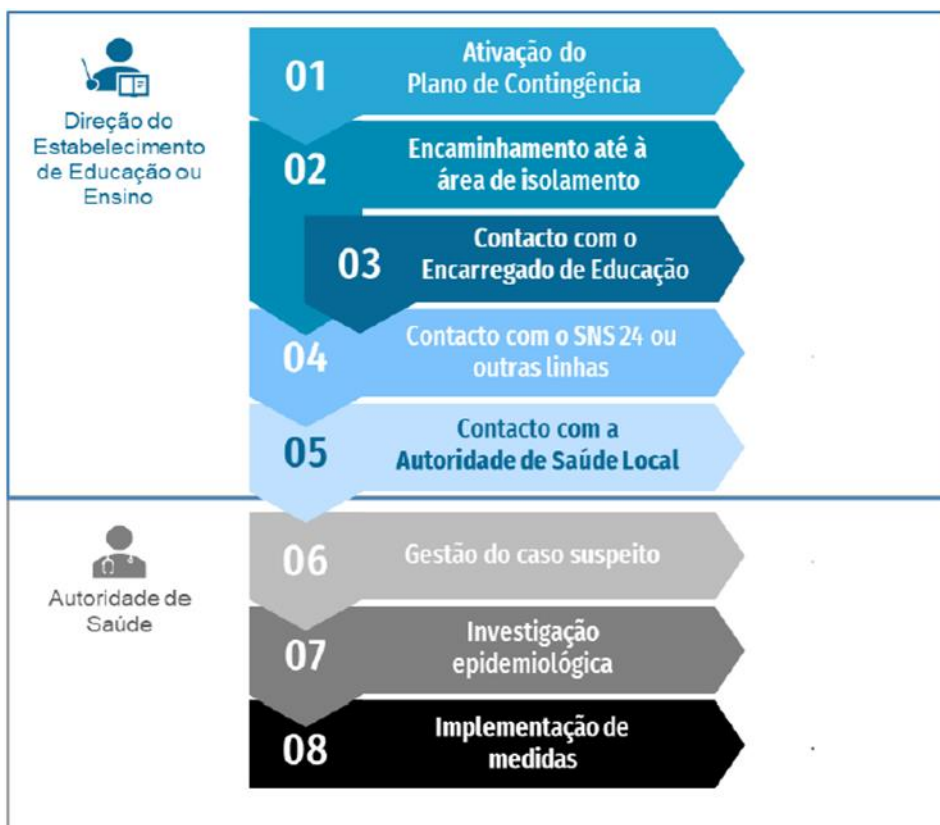 Direção do
Estabelecimento
de Educação ou
Ensino
01
Ativação do
Plano de Contingência
02
Encaminhamento até à
área de isolamento
03
Contacto com o
Encarregado de Educação
04
Contacto com o SNS 24 ou
outras linhas
05
Contacto com a
Autoridade de Saúde Local
Autoridade de
Saúde
06
Gestão do caso suspeito
07
Investigação
epidemiológica
08
Implementação de
medidas